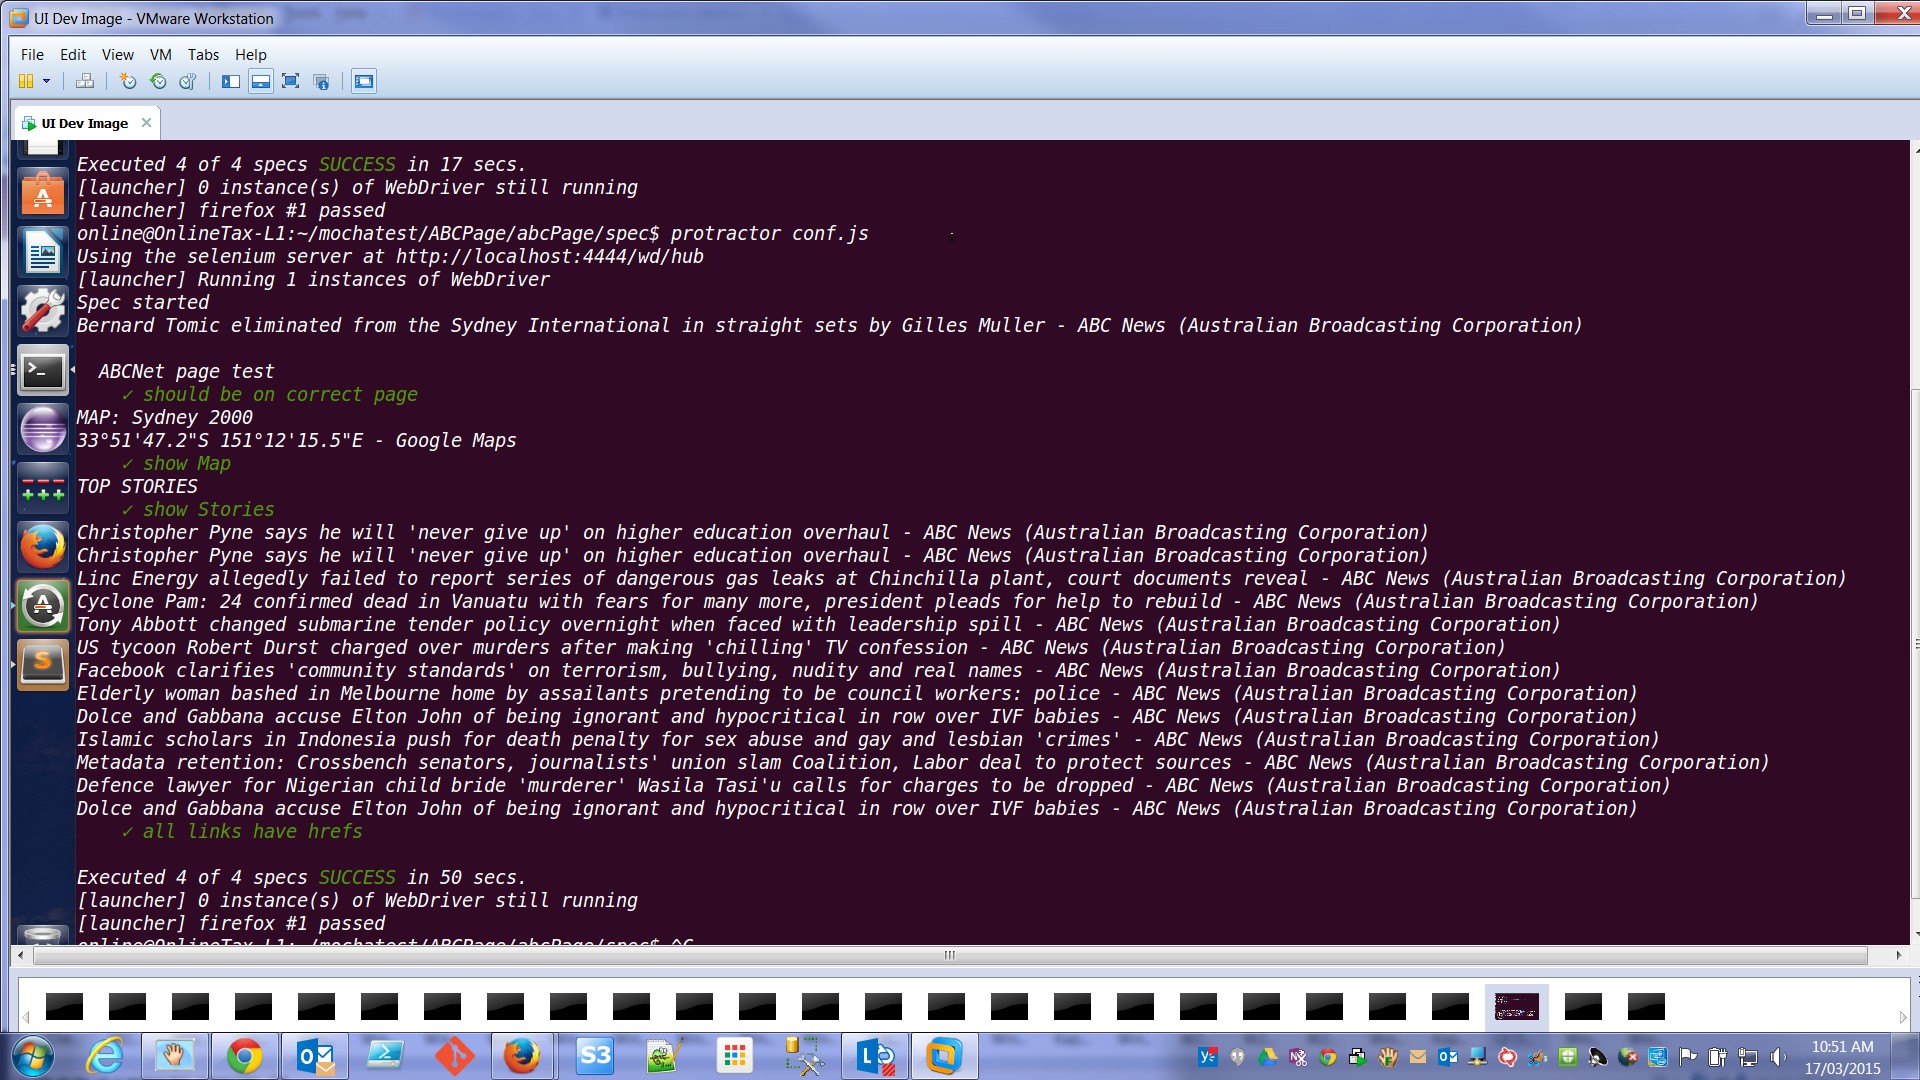 UI Dev Image - VMware Workstation
File Edit View VM Tabs Help
UI Dev Image
Executed 4 of 4 specs SUCCESS in 17 secs.
[launcher] 0 instance(s) of WebDriver still running
[launcher] firefox #1 passed
online@OnlineTax-L1:~/mochatest/ABCPage/abcPage/spec$ protractor conf.js
Using the selenium server at http://localhost:4444/wd/hub
[launcher] Running 1 instances of WebDriver
Spec started
Bernard Tomic eliminated from the Sydney International in straight sets by Gilles Muller - ABC News (Australian Broadcasting Corporation)
ABCNet page test
✓ should be on correct page
MAP: Sydney 2000
33°51'47.2"S 151°12'15.5"E - Google Maps
✓ show Map
TOP STORIES
✓ show Stories
Christopher Pyne says he will 'never give up' on higher education overhaul - ABC News (Australian Broadcasting Corporation)
Christopher Pyne says he will 'never give up' on higher education overhaul - ABC News (Australian Broadcasting Corporation)
Linc Energy allegedly failed to report series of dangerous gas leaks at Chinchilla plant, court documents reveal - ABC News (Australian Broadcasting Corporation)
Cyclone Pam: 24 confirmed dead in Vanuatu with fears for many more, president pleads for help to rebuild - ABC News (Australian Broadcasting Corporation)
Tony Abbott changed submarine tender policy overnight when faced with leadership spill - ABC News (Australian Broadcasting Corporation)
US tycoon Robert Durst charged over murders after making 'chilling' TV confession - ABC News (Australian Broadcasting Corporation)
Facebook clarifies 'community standards' on terrorism, bullying, nudity and real names - ABC News (Australian Broadcasting Corporation)
Elderly woman bashed in Melbourne home by assailants pretending to be council workers: police - ABC News (Australian Broadcasting Corporation)
Dolce and Gabbana accuse Elton John of being ignorant and hypocritical in row over IVF babies - ABC News (Australian Broadcasting Corporation)
Islamic scholars in Indonesia push for death penalty for sex abuse and gay and lesbian 'crimes' - ABC News (Australian Broadcasting Corporation)
Metadata retention: Crossbench senators, journalists' union slam Coalition, Labor deal to protect sources - ABC News (Australian Broadcasting Corporation)
Defence lawyer for Nigerian child bride 'murderer' Wasila Tasi'u calls for charges to be dropped - ABC News (Australian Broadcasting Corporation)
Dolce and Gabbana accuse Elton John of being ignorant and hypocritical in row over IVF babies - ABC News (Australian Broadcasting Corporation)
✓ all links have hrefs
Executed 4 of 4 specs SUCCESS in 50 secs.
[launcher] 0 instance(s) of WebDriver still running
[launcher] firefox #1 passed
online@OnlineTax-L1:~/mochatest/ABCPage/abcPage/spec$ ^C
S3
10:51 AM
17/03/2015